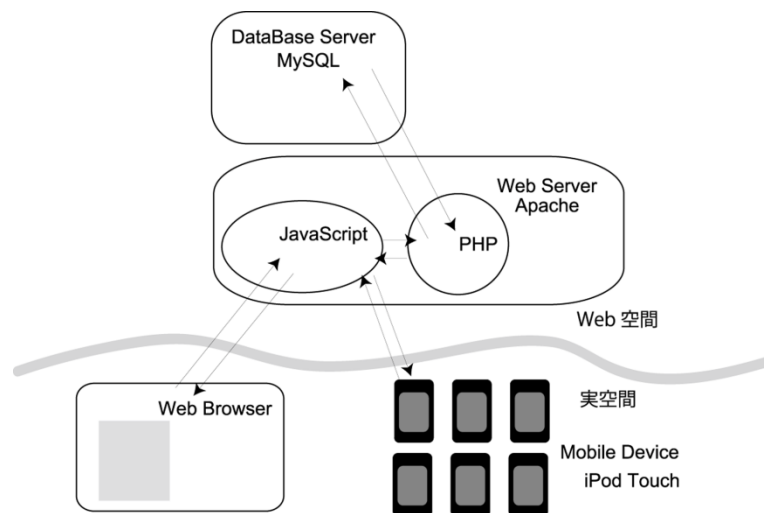 DataBase Server
MySQL
Web Server
Apache
JavaScript
PHP
Web 空間
Web Browser
実空間
Mobile Device
iPod Touch